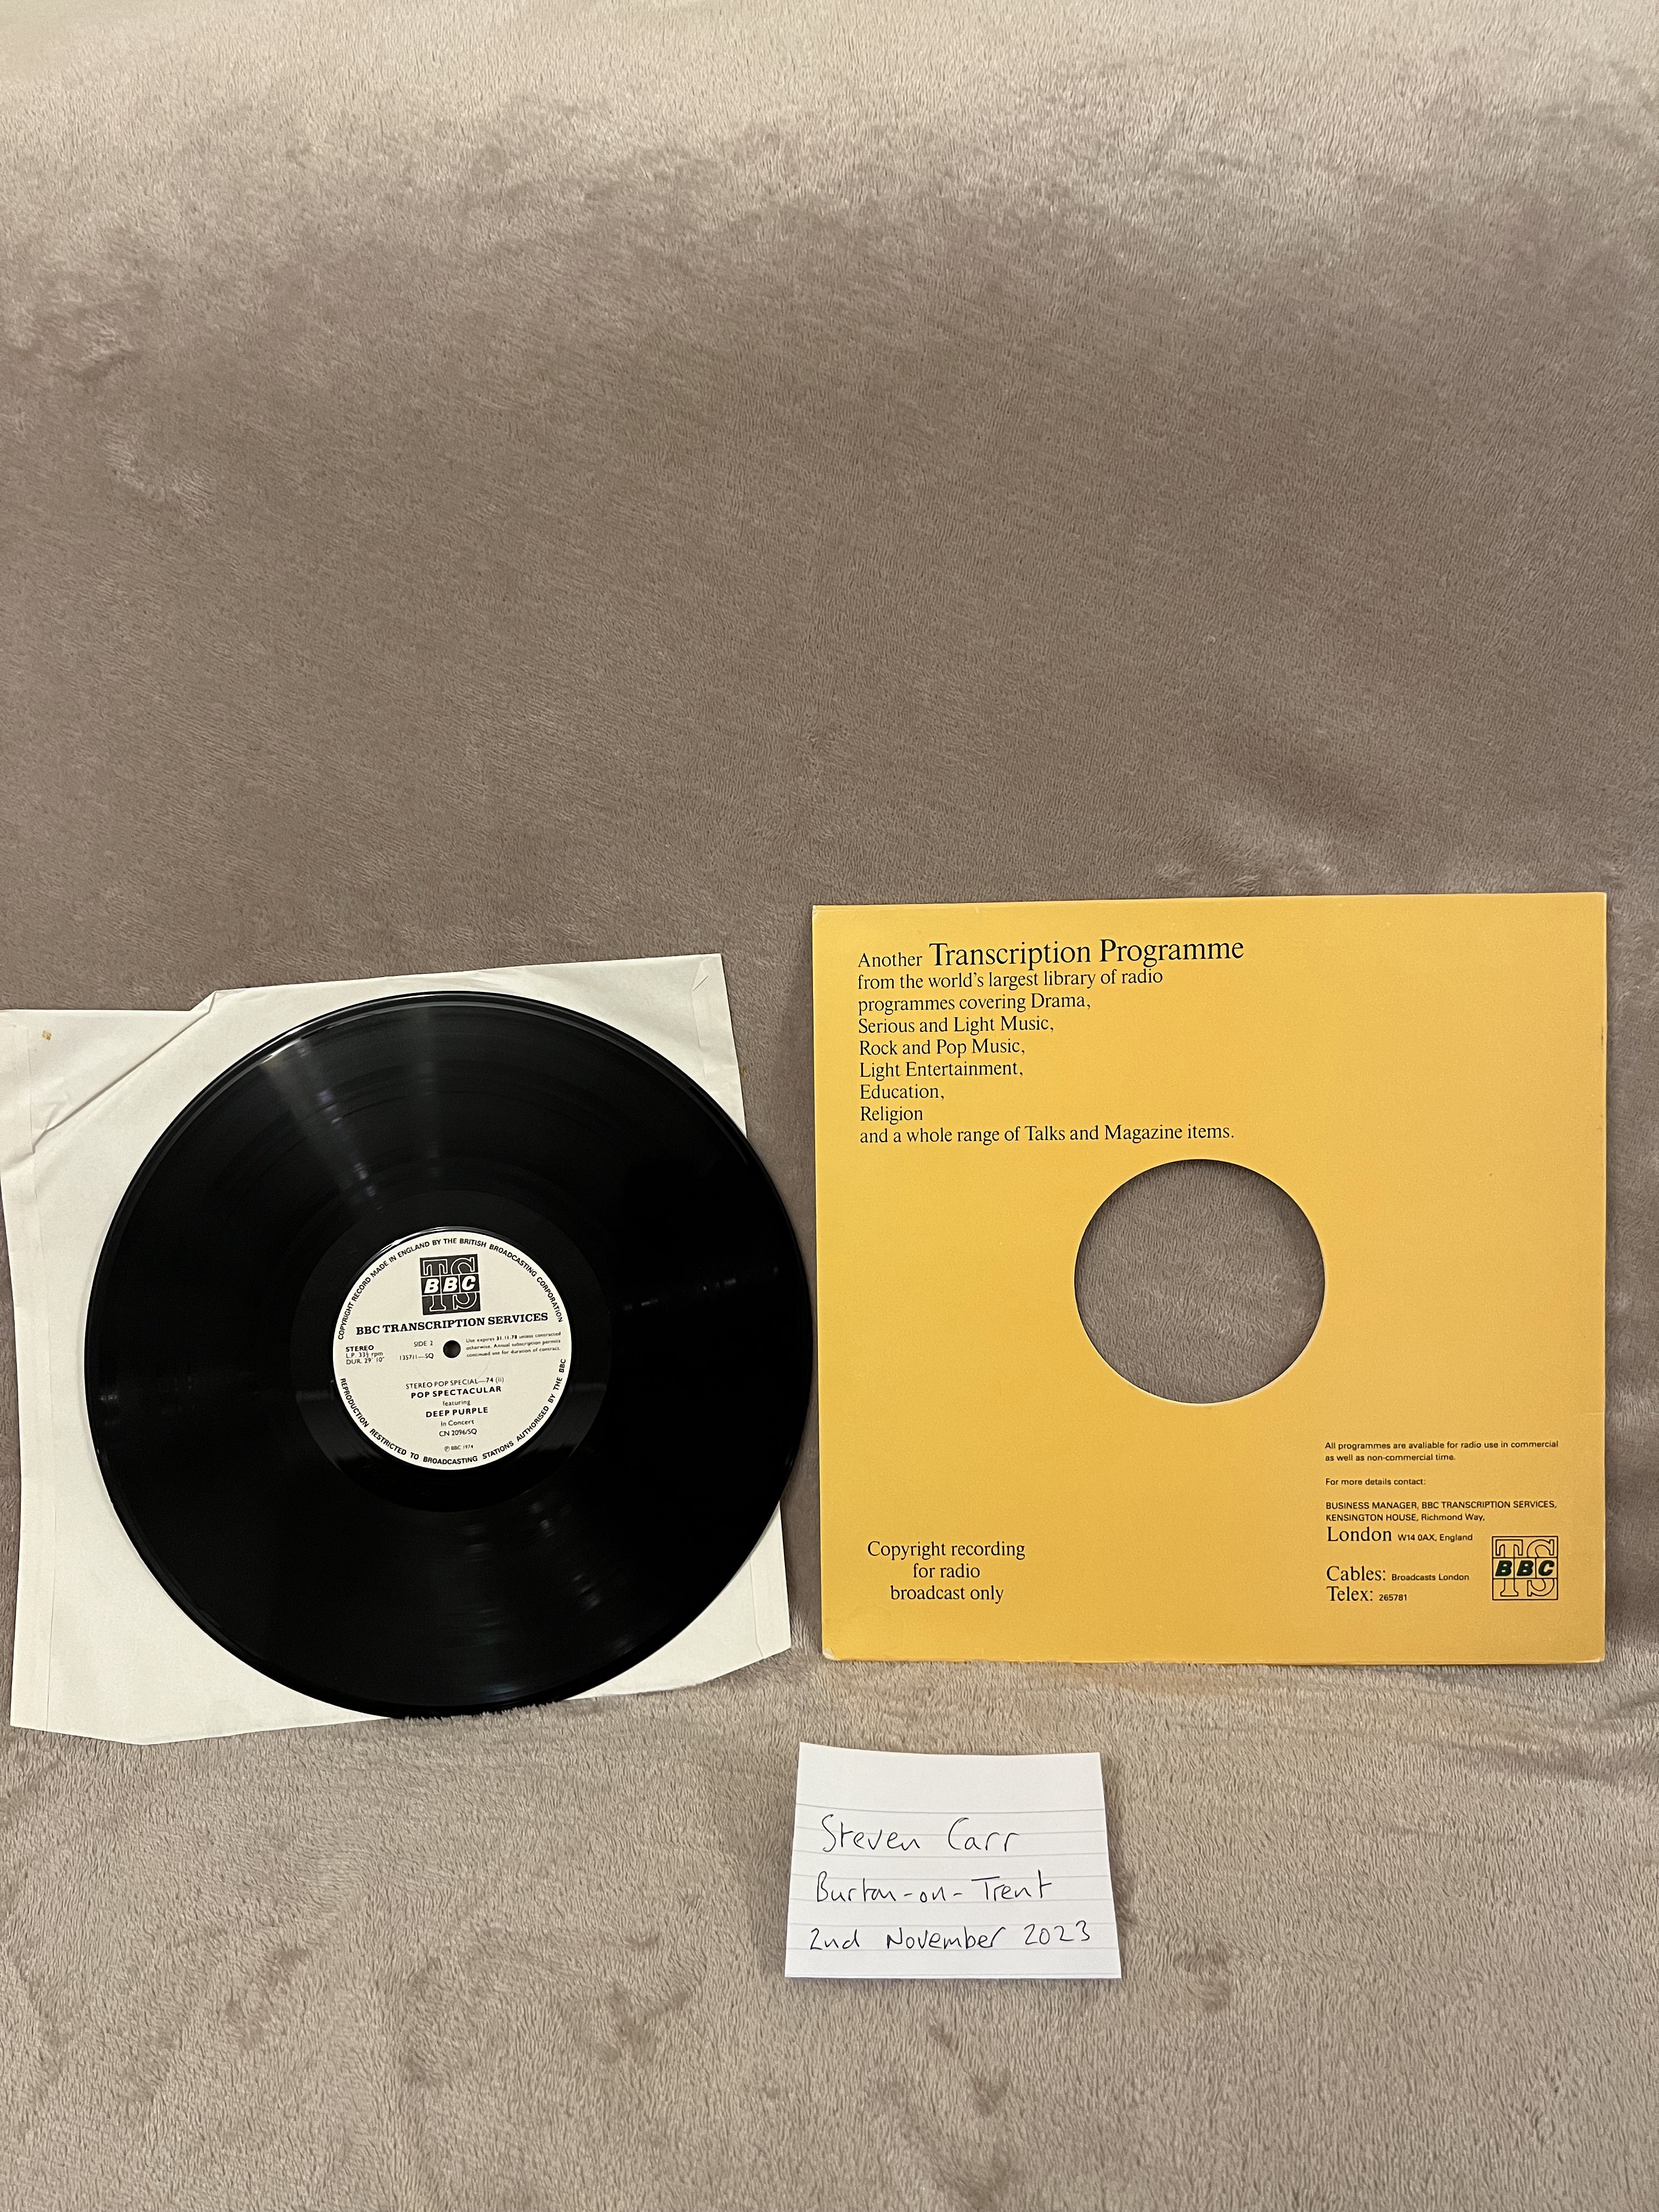 COPYRIGHT RECORD MADE IN ENGLAND BY THE BRITISH BROADCASTING CORPORATION
TS
BBC
BBC TRANSCRIPTION SERVICES
STEREO
L.P. 33⅓ rpm
DUR. 29' 10"
SIDE 2
135711—SQ
Use expires 31.11.78 unless contracted
otherwise. Annual subscription permits
continued use for duration of contract.
STEREO POP SPECIAL—74 (ii)
POP SPECTACULAR
featuring
DEEP PURPLE
In Concert
CN 2096/SQ
℗ BBC 1974
REPRODUCTION RESTRICTED TO BROADCASTING STATIONS AUTHORISED BY THE BBC
Another Transcription Programme
from the world's largest library of radio
programmes covering Drama,
Serious and Light Music,
Rock and Pop Music,
Light Entertainment,
Education,
Religion
and a whole range of Talks and Magazine items.
All programmes are avaliable for radio use in commercial
as well as non-commercial time.
For more details contact:
BUSINESS MANAGER, BBC TRANSCRIPTION SERVICES,
KENSINGTON HOUSE, Richmond Way,
London W14 0AX, England
Cables: Broadcasts London
Telex: 265781
TS
BBC
Copyright recording
for radio
broadcast only
Steven Carr
Burton-on-Trent
2nd November 2023